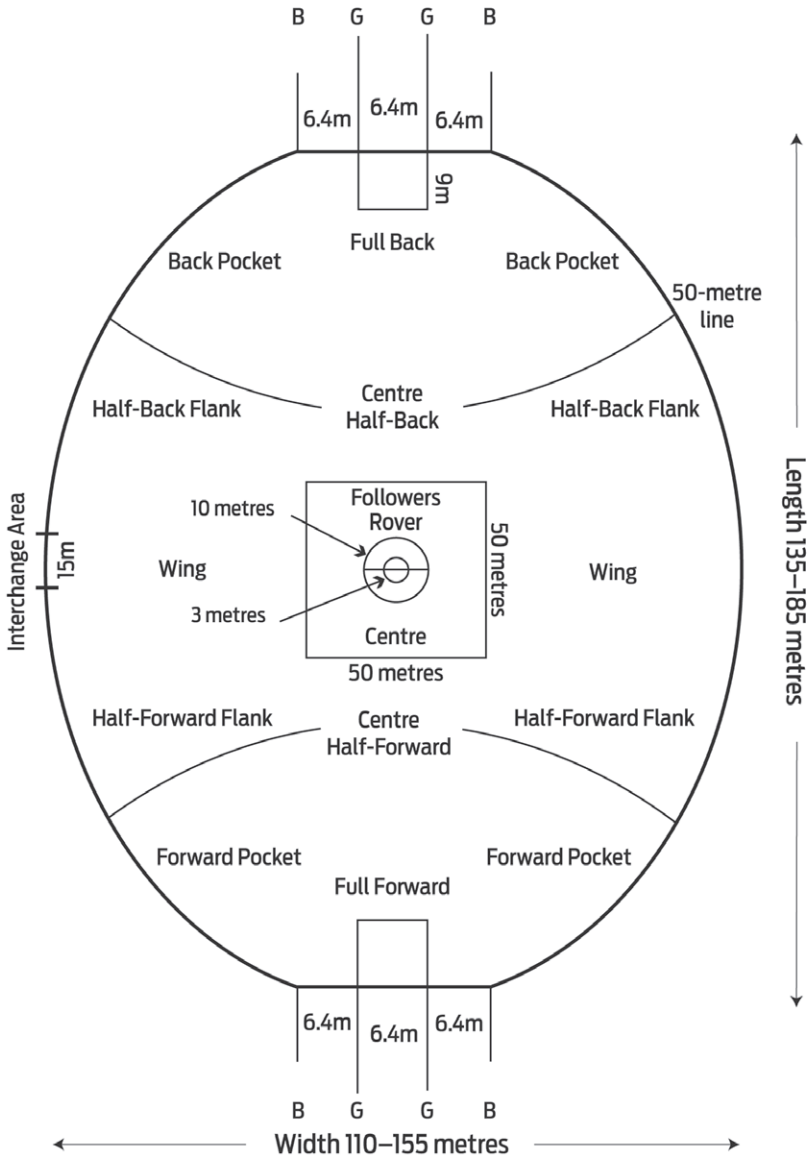 B G G B
6.4m 6.4m 6.4m
9m
Full Back
Back Pocket Back Pocket
50-metre
line
Centre
Half-Back
Half-Back Flank Half-Back Flank
Followers
Rover
10 metres
50 metres
Interchange Area
15m
Wing Wing
3 metres
Centre
50 metres
Length 135–185 metres
Half-Forward Flank Half-Forward Flank
Centre
Half-Forward
Forward Pocket Forward Pocket
Full Forward
6.4m 6.4m 6.4m
B G G B
Width 110–155 metres